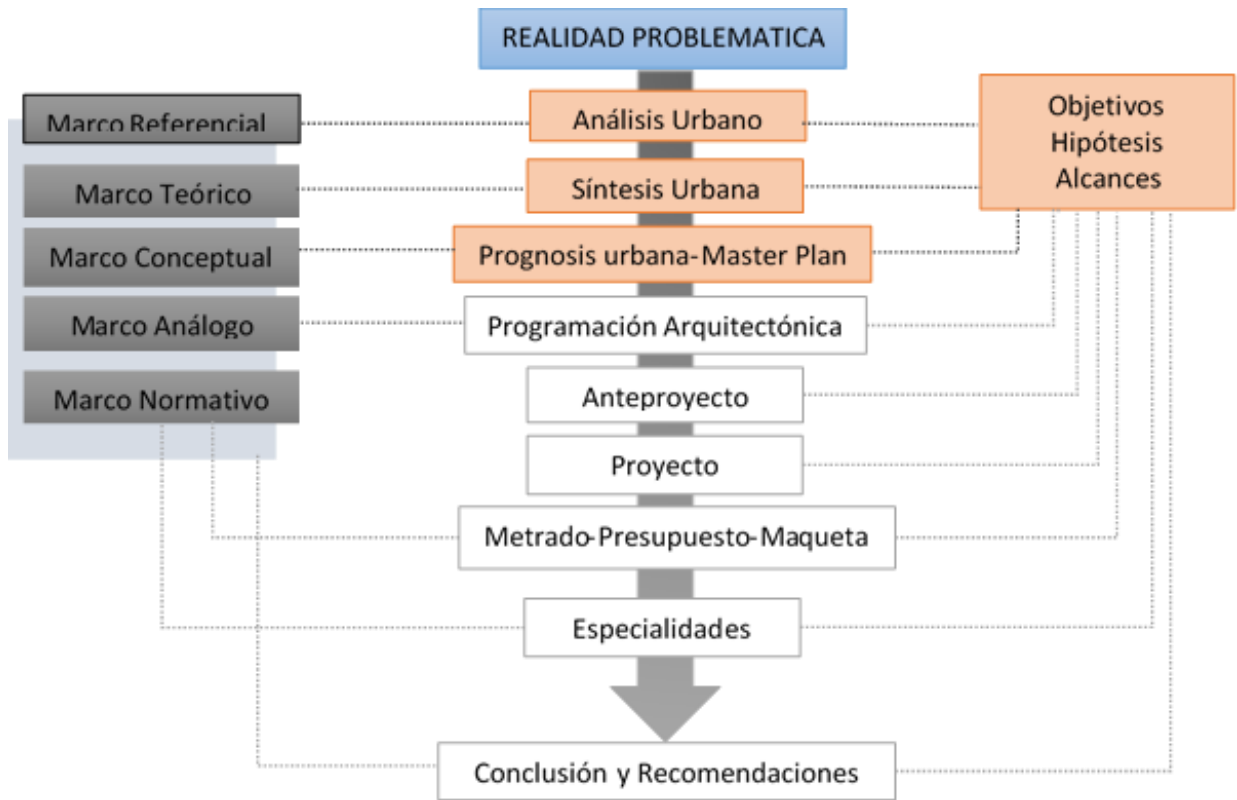 REALIDAD PROBLEMATICA
Marco Referencial
Marco Teórico
Marco Conceptual
Marco Análogo
Marco Normativo
Análisis Urbano
Síntesis Urbana
Prognosis urbana-Master Plan
Programación Arquitectónica
Anteproyecto
Proyecto
Metrado-Presupuesto-Maqueta
Especialidades
Conclusión y Recomendaciones
Objetivos
Hipótesis
Alcances